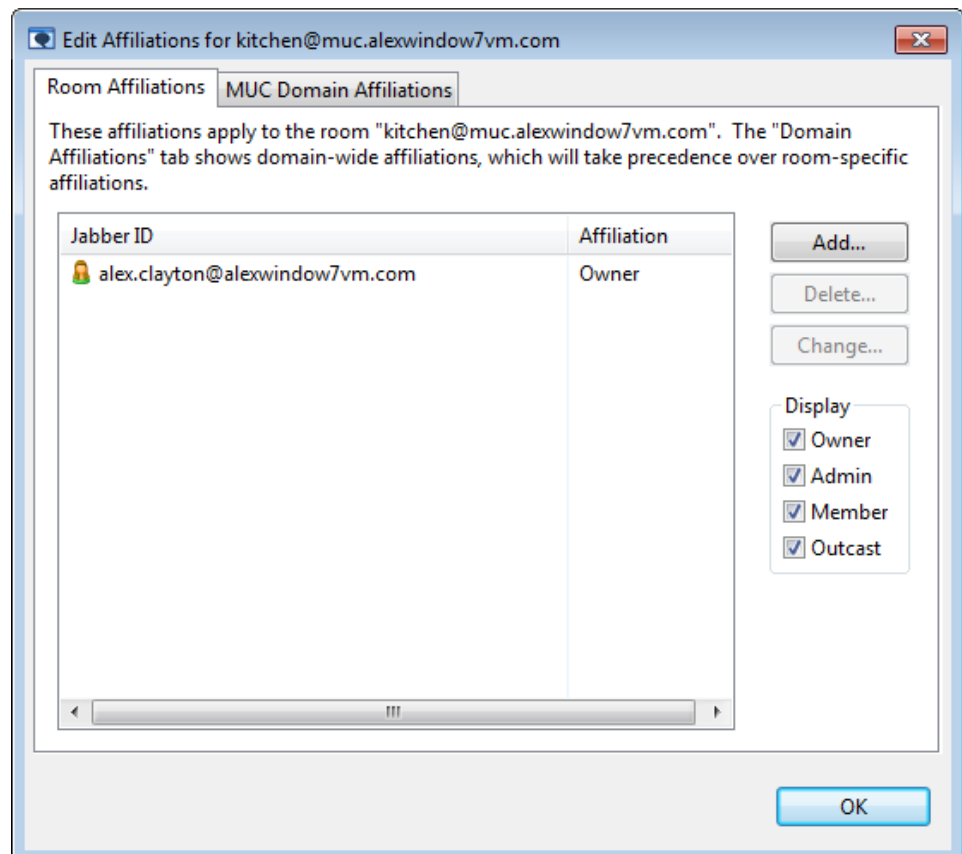 Edit Affiliations for kitchen@muc.alexwindow7vm.com
Room Affiliations
MUC Domain Affiliations
These affiliations apply to the room "kitchen@muc.alexwindow7vm.com". The "Domain
Affiliations" tab shows domain-wide affiliations, which will take precedence over room-specific
affiliations.
Jabber ID
Affiliation
alex.clayton@alexwindow7vm.com
Owner
Add...
Delete...
Change...
Display
Owner
Admin
Member
Outcast
OK